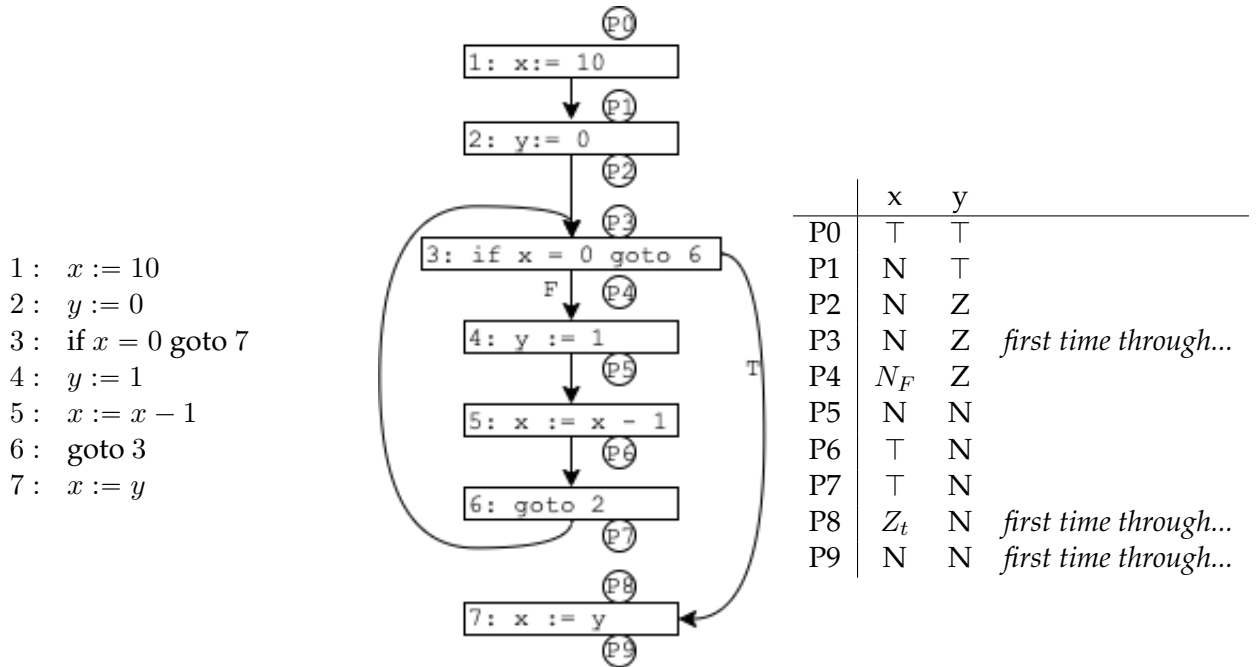 1 : x := 10
2 : y := 0
3 : if x = 0 goto 7
4 : y := 1
5 : x := x − 1
6 : goto 3
7 : x := y
P0
1: x:= 10
P1
2: y:= 0
P2
P3
3: if x = 0 goto 6
F P4
4: y := 1
P5
T
5: x := x - 1
P6
6: goto 2
P7
P8
7: x := y
P9
x y
P0 ⊤ ⊤
P1 N ⊤
P2 N Z
P3 N Z first time through...
P4 N_F Z
P5 N N
P6 ⊤ N
P7 ⊤ N
P8 Z_t N first time through...
P9 N N first time through...